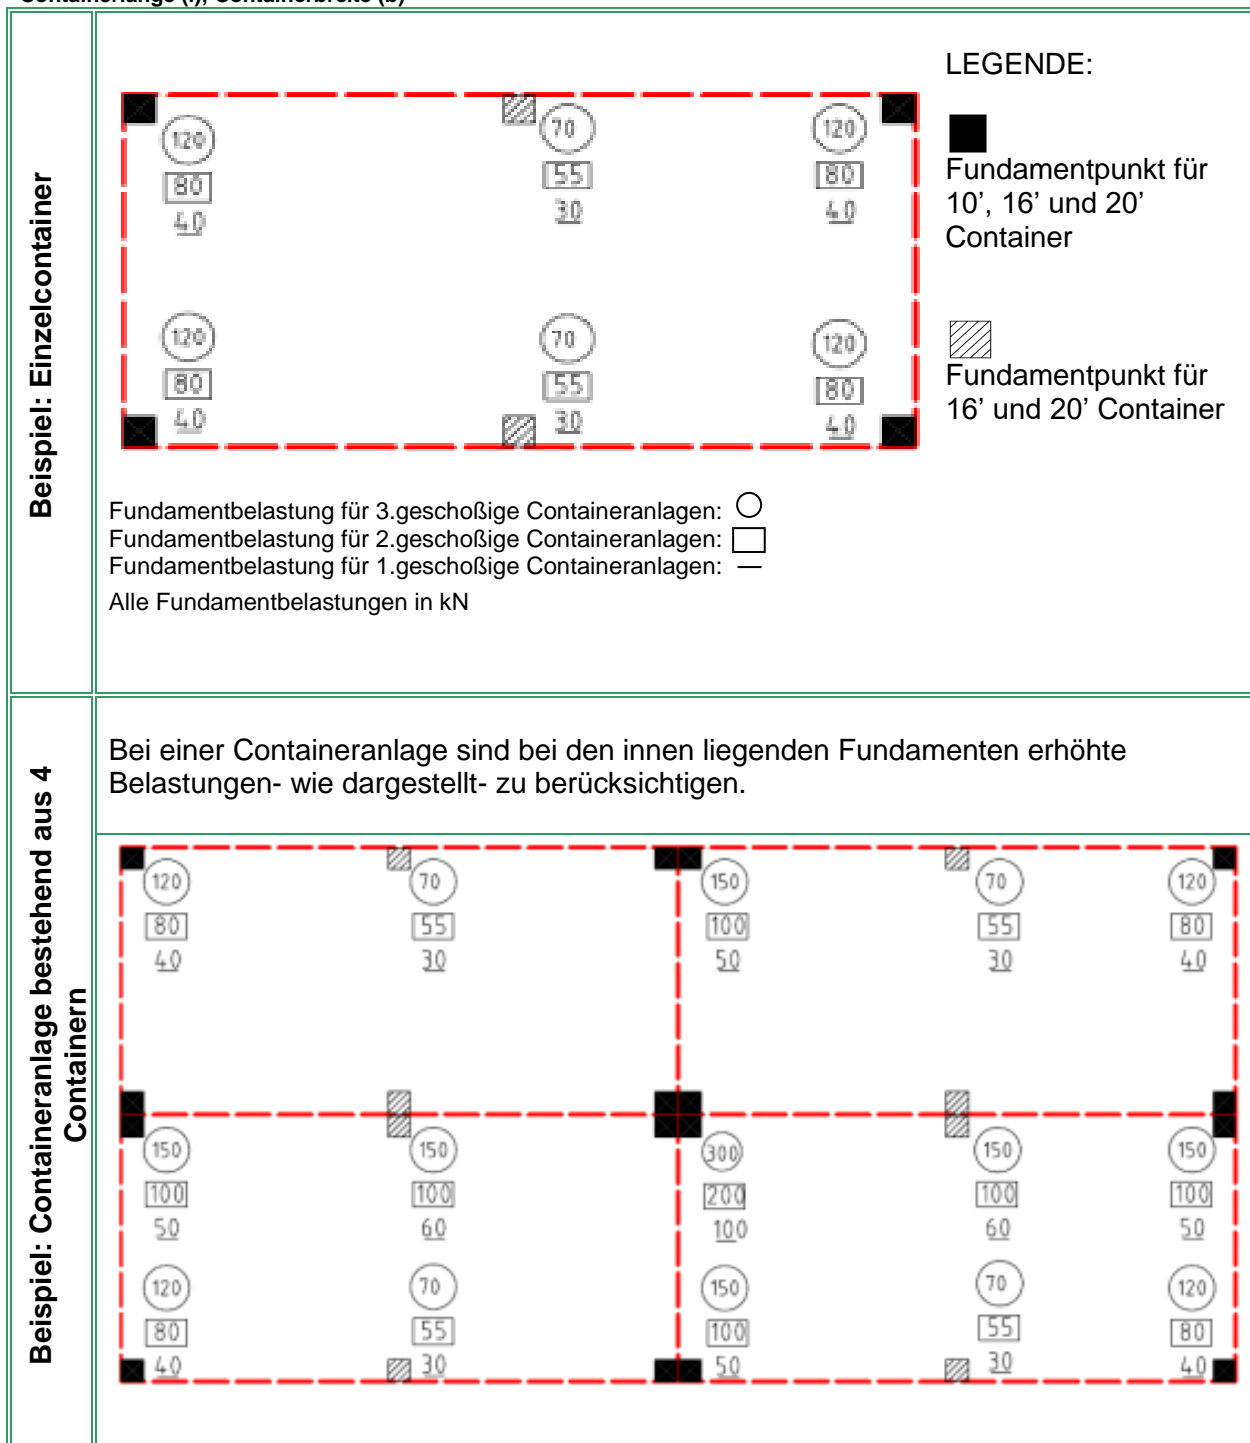 Containerlänge (l), Containerbreite (b)
Beispiel: Einzelcontainer
120 70 120
80 55 80
40 30 40
120 70 120
80 55 80
40 30 40
LEGENDE:
Fundamentpunkt für
10’, 16’ und 20’
Container
Fundamentpunkt für
16’ und 20’ Container
Fundamentbelastung für 3.geschoßige Containeranlagen:
Fundamentbelastung für 2.geschoßige Containeranlagen:
Fundamentbelastung für 1.geschoßige Containeranlagen:
Alle Fundamentbelastungen in kN
Beispiel: Containeranlage bestehend aus 4
Containern
Bei einer Containeranlage sind bei den innen liegenden Fundamenten erhöhte
Belastungen- wie dargestellt- zu berücksichtigen.
120 70 150 70 120
80 55 100 55 80
40 30 50 30 40
150 150 300 150 150
100 100 200 100 100
50 60 100 60 50
120 70 150 70 120
80 55 100 55 80
40 30 50 30 40